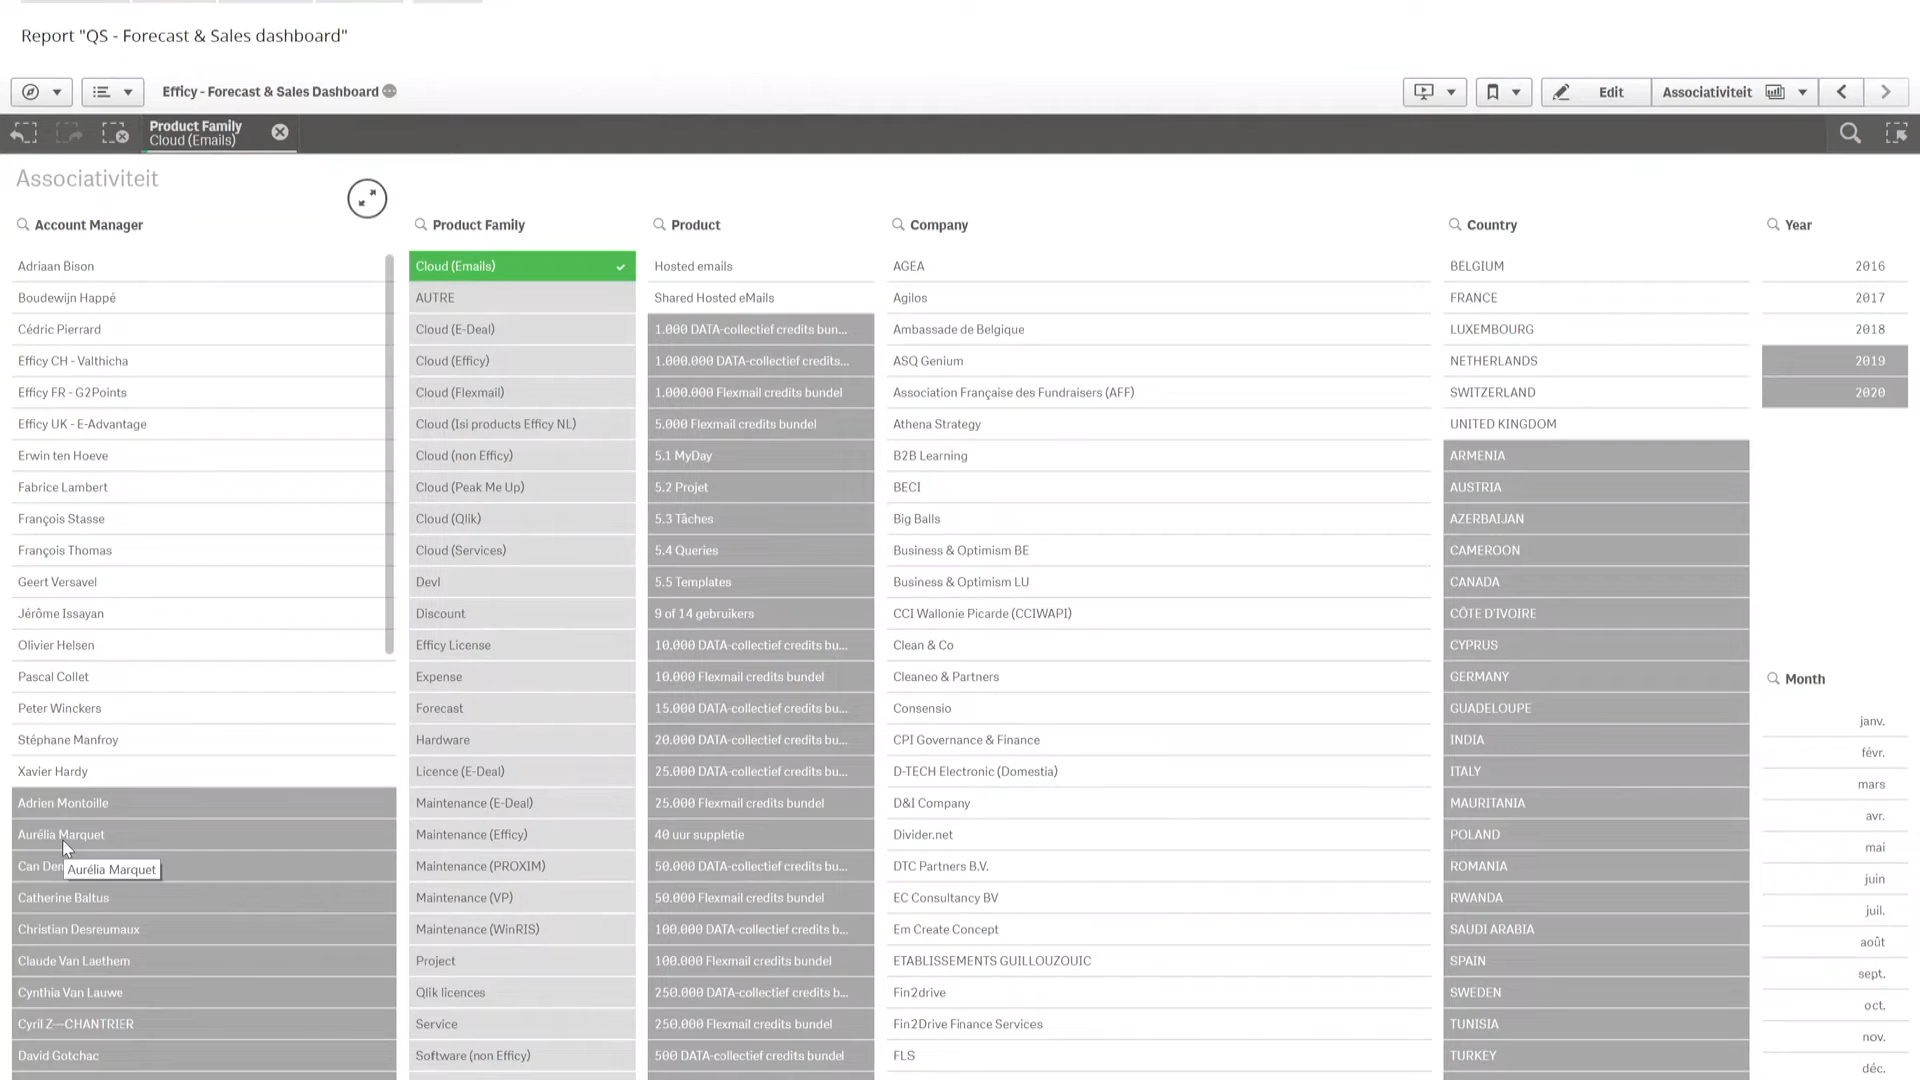 Report "QS - Forecast & Sales dashboard"
Efficy - Forecast & Sales Dashboard
Edit
Associativiteit
Product Family
Cloud (Emails)
Associativiteit
Account Manager
Adriaan Bison
Boudewijn Happé
Cédric Pierrard
Efficy CH - Valthicha
Efficy FR - G2Points
Efficy UK - E-Advantage
Erwin ten Hoeve
Fabrice Lambert
François Stasse
François Thomas
Geert Versavel
Jérôme Issayan
Olivier Helsen
Pascal Collet
Peter Winckers
Stéphane Manfroy
Xavier Hardy
Adrien Montoille
Aurélia Marquet
Can Den
Aurélia Marquet
Catherine Baltus
Christian Desreumaux
Claude Van Laethem
Cynthia Van Lauwe
Cyril Z—CHANTRIER
David Gotchac
Product Family
Cloud (Emails)
AUTRE
Cloud (E-Deal)
Cloud (Efficy)
Cloud (Flexmail)
Cloud (Isi products Efficy NL)
Cloud (non Efficy)
Cloud (Peak Me Up)
Cloud (Qlik)
Cloud (Services)
Devl
Discount
Efficy License
Expense
Forecast
Hardware
Licence (E-Deal)
Maintenance (E-Deal)
Maintenance (Efficy)
Maintenance (PROXIM)
Maintenance (VP)
Maintenance (WinRIS)
Project
Qlik licences
Service
Software (non Efficy)
Product
Hosted emails
Shared Hosted eMails
1.000 DATA-collectief credits bun...
1.000.000 DATA-collectief credits...
1.000.000 Flexmail credits bundel
5.000 Flexmail credits bundel
5.1 MyDay
5.2 Projet
5.3 Tâches
5.4 Queries
5.5 Templates
9 of 14 gebruikers
10.000 DATA-collectief credits bu...
10.000 Flexmail credits bundel
15.000 DATA-collectief credits bu...
20.000 DATA-collectief credits bu...
25.000 DATA-collectief credits bu...
25.000 Flexmail credits bundel
40 uur suppletie
50.000 DATA-collectief credits bu...
50.000 Flexmail credits bundel
100.000 DATA-collectief credits b...
100.000 Flexmail credits bundel
250.000 DATA-collectief credits b...
250.000 Flexmail credits bundel
500 DATA-collectief credits bundel
Company
AGEA
Agilos
Ambassade de Belgique
ASQ Genium
Association Française des Fundraisers (AFF)
Athena Strategy
B2B Learning
BECI
Big Balls
Business & Optimism BE
Business & Optimism LU
CCI Wallonie Picarde (CCIWAPI)
Clean & Co
Cleaneo & Partners
Consensio
CPI Governance & Finance
D-TECH Electronic (Domestia)
D&I Company
Divider.net
DTC Partners B.V.
EC Consultancy BV
Em Create Concept
ETABLISSEMENTS GUILLOUZOUIC
Fin2drive
Fin2Drive Finance Services
FLS
Country
BELGIUM
FRANCE
LUXEMBOURG
NETHERLANDS
SWITZERLAND
UNITED KINGDOM
ARMENIA
AUSTRIA
AZERBAIJAN
CAMEROON
CANADA
CÔTE D'IVOIRE
CYPRUS
GERMANY
GUADELOUPE
INDIA
ITALY
MAURITANIA
POLAND
ROMANIA
RWANDA
SAUDI ARABIA
SPAIN
SWEDEN
TUNISIA
TURKEY
Year
2016
2017
2018
2019
2020
Month
janv.
févr.
mars
avr.
mai
juin
juil.
août
sept.
oct.
nov.
déc.